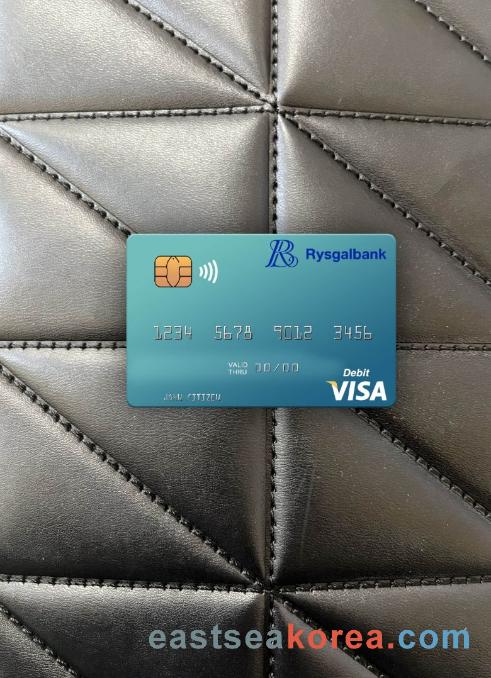 R Rysgalbank
1234 5678 9012 3456
VALID THRU 00/00
Debit
VISA
JOHN CITIZEN
eastseakorea.com